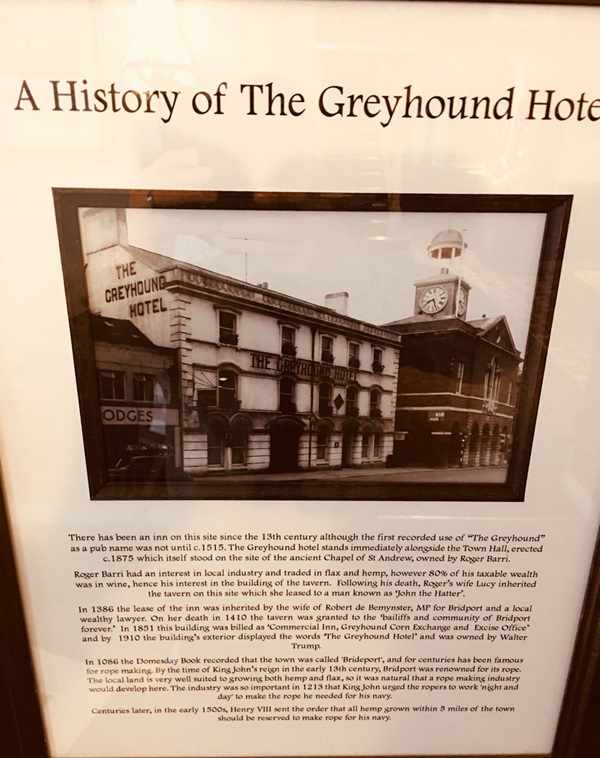 A History of The Greyhound Hote
THE
GREYHOUND
HOTEL
THE GREYHOUND HOTEL
ODGES
There has been an inn on this site since the 13th century although the first recorded use of "The Greyhound"
as a pub name was not until c.1515. The Greyhound hotel stands immediately alongside the Town Hall, erected
c.1875 which itself stood on the site of the ancient Chapel of St Andrew, owned by Roger Barri.
Roger Barri had an interest in local industry and traded in flax and hemp, however 80% of his taxable wealth
was in wine, hence his interest in the building of the tavern. Following his death, Roger's wife Lucy inherited
the tavern on this site which she leased to a man known as 'John the Hatter'.
In 1386 the lease of the inn was inherited by the wife of Robert de Bemynster, MP for Bridport and a local
wealthy lawyer. On her death in 1410 the tavern was granted to the 'bailiffs and community of Bridport
forever.' In 1851 this building was billed as 'Commercial Inn, Greyhound Corn Exchange and Excise Office'
and by 1910 the building's exterior displayed the words 'The Greyhound Hotel' and was owned by Walter
Trump.
In 1086 the Domesday Book recorded that the town was called 'Brideport', and for centuries has been famous
for rope making. By the time of King John's reign in the early 13th century, Bridport was renowned for its rope.
The local land is very well suited to growing both hemp and flax, so it was natural that a rope making industry
would develop here. The industry was so important in 1213 that King John urged the ropers to work 'night and
day' to make the rope he needed for his navy.
Centuries later, in the early 1500s, Henry VIII sent the order that all hemp grown within 5 miles of the town
should be reserved to make rope for his navy.